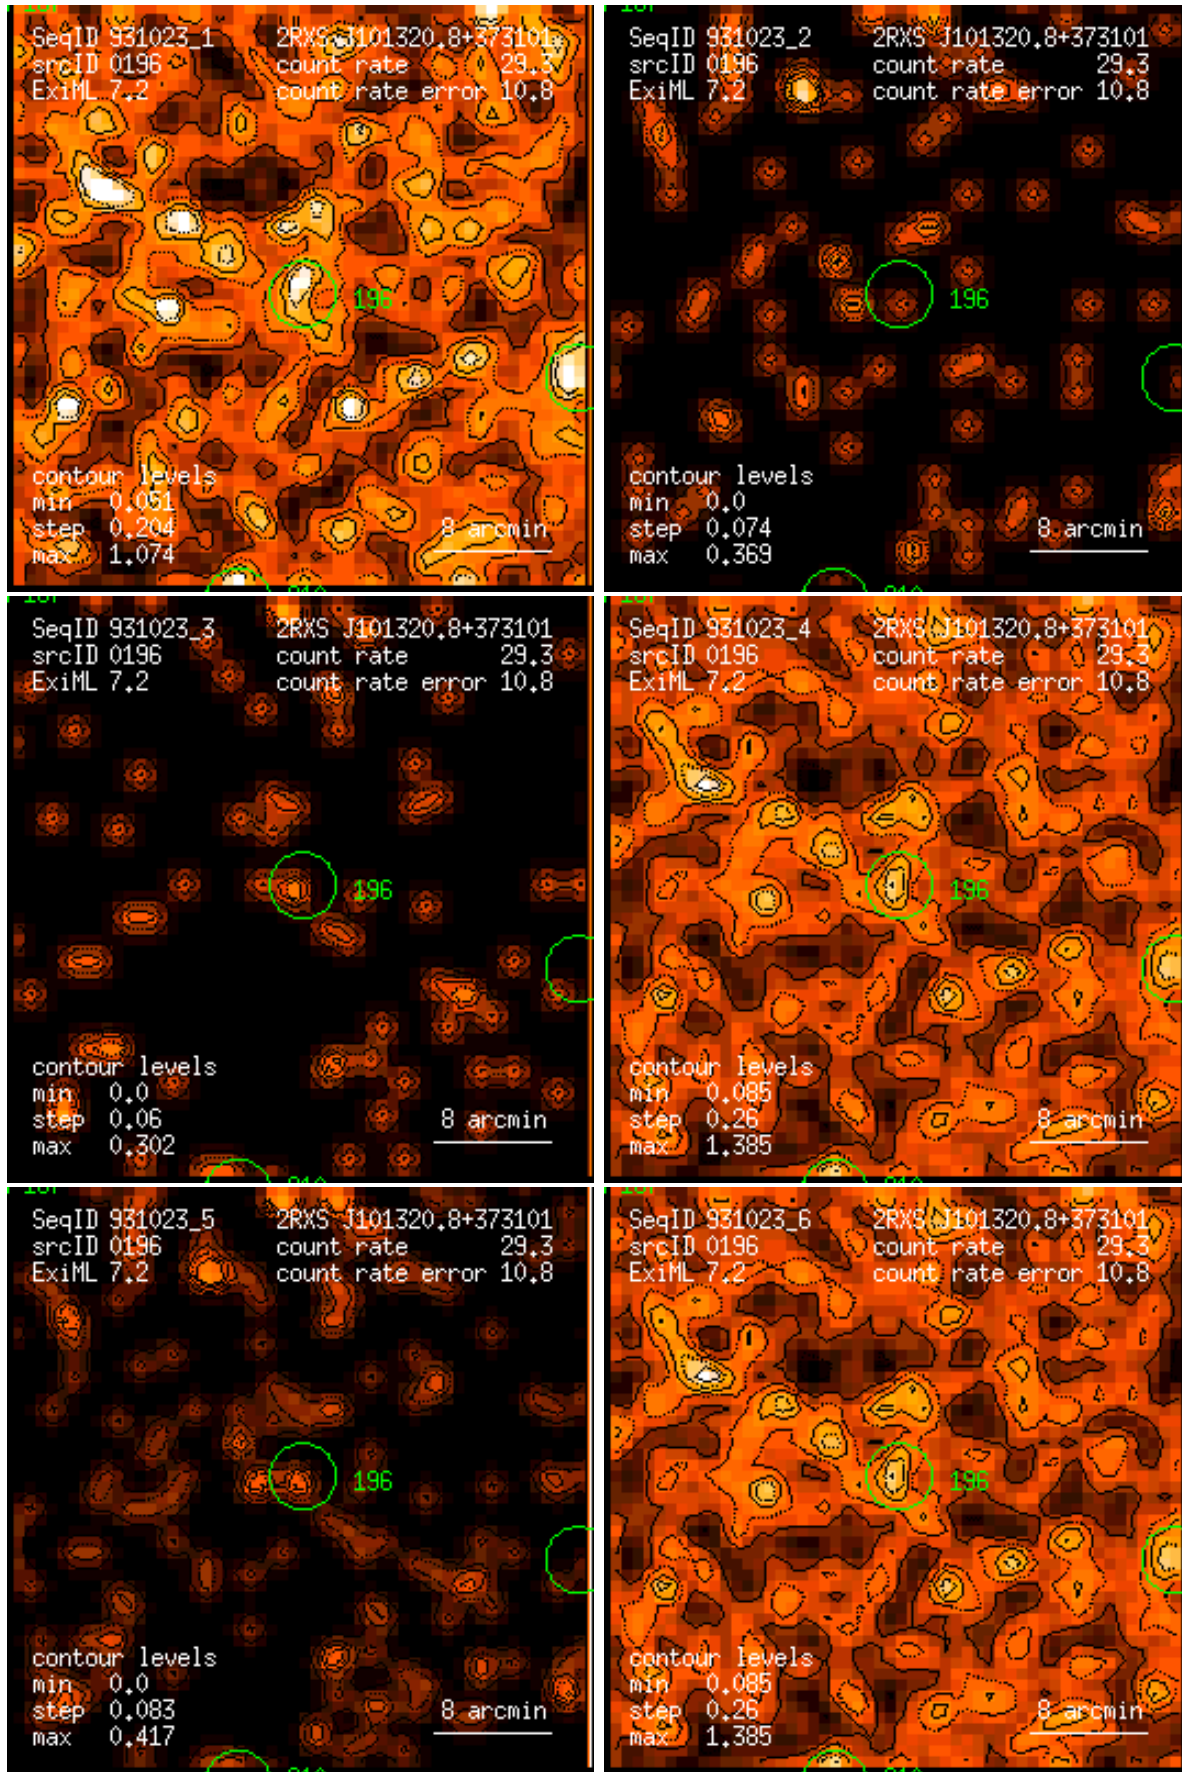 SeqID 931023_1 2RXS J101320.8+373101
srcID 0196 count rate 29.3
ExiML 7.2 count rate error 10.8
196
contour levels
min 0.051
step 0.204
max 1.074
8 arcmin
SeqID 931023_2 2RXS J101320.8+373101
srcID 0196 count rate 29.3
ExiML 7.2 count rate error 10.8
196
contour levels
min 0.0
step 0.074
max 0.369
8 arcmin
SeqID 931023_3 2RXS J101320.8+373101
srcID 0196 count rate 29.3
ExiML 7.2 count rate error 10.8
196
contour levels
min 0.0
step 0.06
max 0.302
8 arcmin
SeqID 931023_4 2RXS J101320.8+373101
srcID 0196 count rate 29.3
ExiML 7.2 count rate error 10.8
196
contour levels
min 0.085
step 0.26
max 1.385
8 arcmin
SeqID 931023_5 2RXS J101320.8+373101
srcID 0196 count rate 29.3
ExiML 7.2 count rate error 10.8
196
contour levels
min 0.0
step 0.083
max 0.417
8 arcmin
SeqID 931023_6 2RXS J101320.8+373101
srcID 0196 count rate 29.3
ExiML 7.2 count rate error 10.8
196
contour levels
min 0.085
step 0.26
max 1.385
8 arcmin